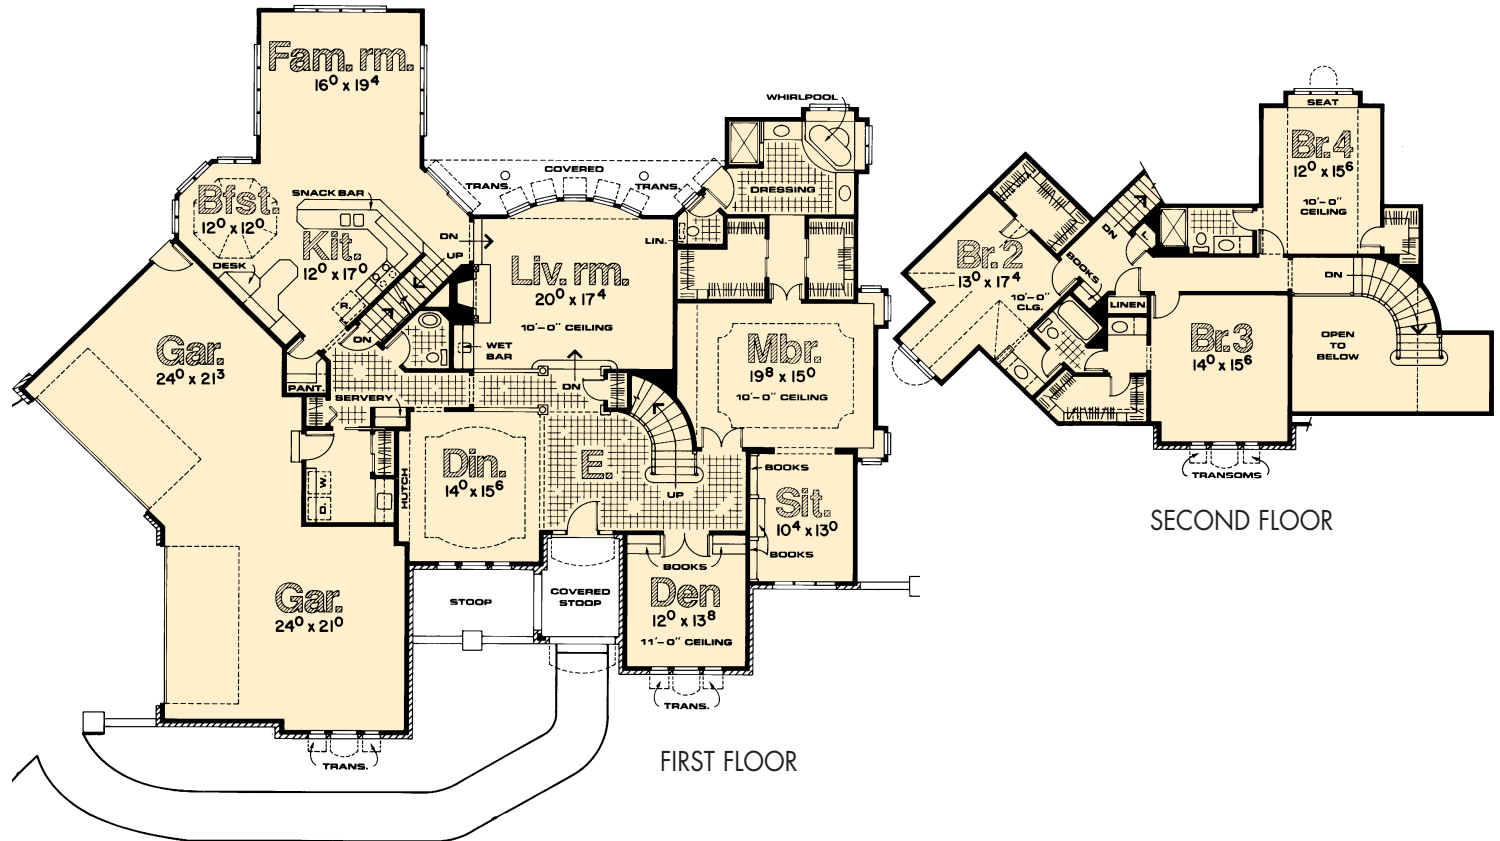 Fam. rm.
16⁰ x 19⁴
WHIRLPOOL
COVERED
TRANS.
TRANS.
DRESSING
SNACK BAR
Bfst.
12⁰ x 12⁰
Kit.
12⁰ x 17⁰
DESK
R.
DN
UP
LIN.
Liv. rm.
20⁰ x 17⁴
10'-0" CEILING
WET
BAR
DN
DN
Gar.
24⁰ x 21³
PANT.
SERVERY
Mbr.
19⁸ x 15⁰
10'-0" CEILING
HUTCH
Din.
14⁰ x 15⁶
E.
UP
W.
D.
BOOKS
Sit.
10⁴ x 13⁰
BOOKS
BOOKS
Den
12⁰ x 13⁸
11'-0" CEILING
TRANS.
STOOP
COVERED
STOOP
Gar.
24⁰ x 21⁰
TRANS.
FIRST FLOOR
SEAT
Br. 4
12⁰ x 15⁶
10'-0"
CEILING
DN
L.
BOOKS
Br. 2
13⁰ x 17⁴
10'-0"
CLG.
LINEN
DN
Br. 3
14⁰ x 15⁶
OPEN
TO
BELOW
TRANSOMS
SECOND FLOOR